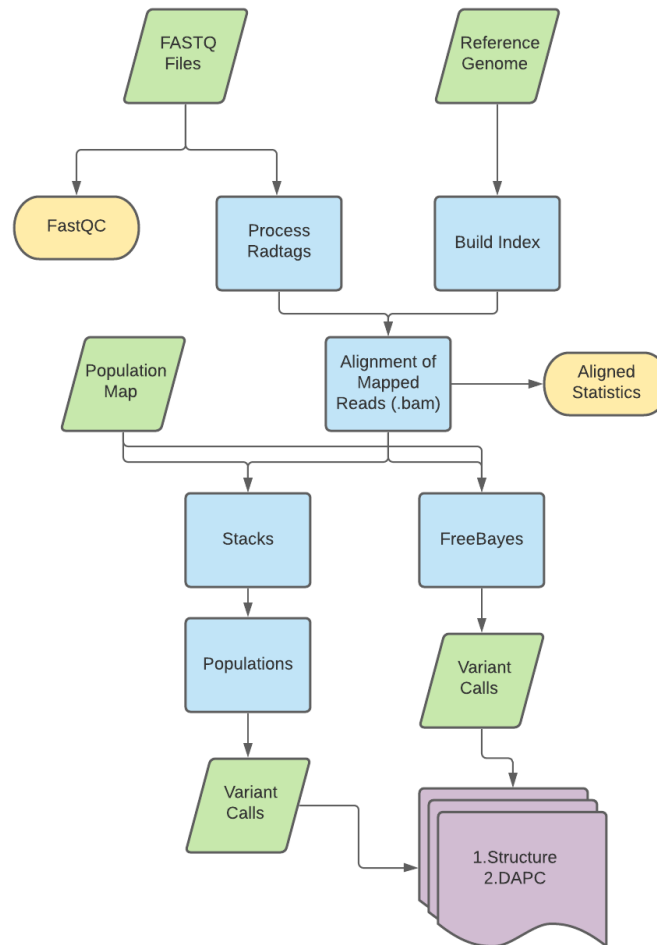 FASTQ
Files
Reference
Genome
FastQC
Process
Radtags
Build Index
Population
Map
Alignment of
Mapped
Reads (.bam)
Aligned
Statistics
Stacks
FreeBayes
Populations
Variant
Calls
Variant
Calls
1.Structure
2.DAPC